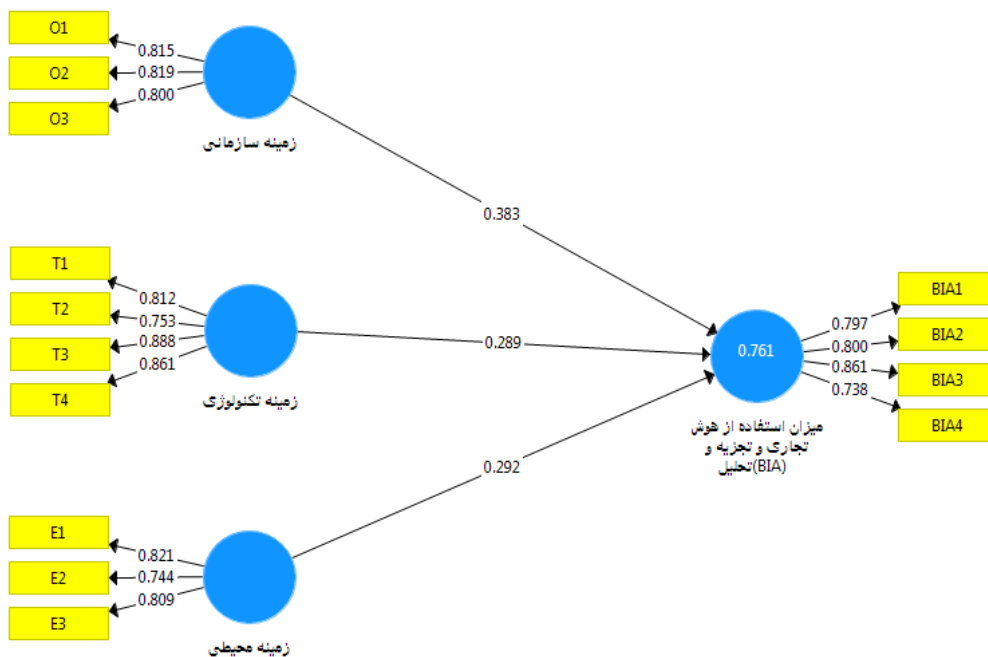 O1
O2
O3
0.815
0.819
0.800
زمینه سازمانی
0.383
T1
T2
T3
T4
0.812
0.753
0.888
0.861
زمینه تکنولوژی
0.289
E1
E2
E3
0.821
0.744
0.809
زمینه محیطی
0.292
0.761
0.797
0.800
0.861
0.738
BIA1
BIA2
BIA3
BIA4
میزان استفاده از هوش
تجاری و تجزیه و
تحلیل(BIA)